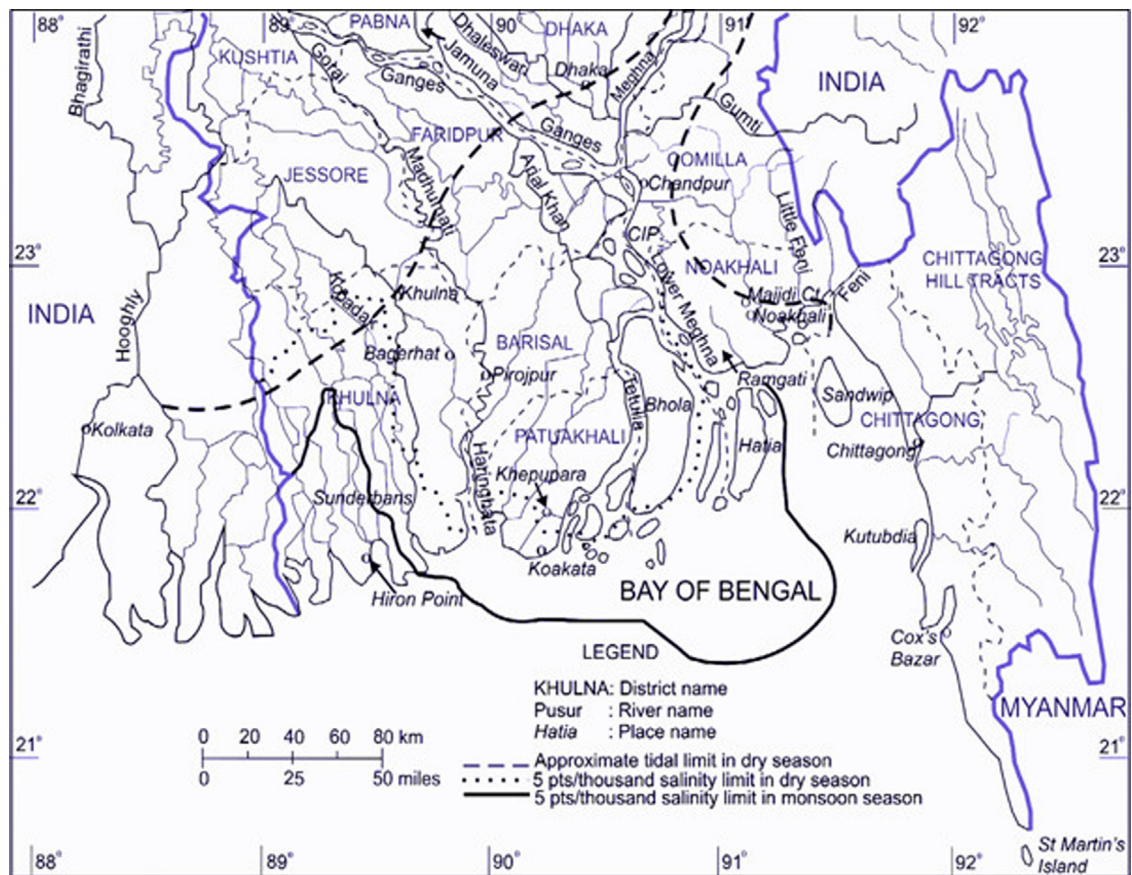 88°
89°
90°
91°
92°
PABNA
DHAKA
KUSHTIA
Dhaleswari
Jamuna
Dhaka
Meghna
Bhagirathi
Gorai
Ganges
INDIA
Gumti
FARIDPUR
Ganges
COMILLA
JESSORE
Madhumati
Arial Khan
Chandpur
Little Feni
CIP
23°
23°
NOAKHALI
CHITTAGONG
HILL TRACTS
Lower Meghna
Feni
Kobadak
Khulna
Maijdi Ct.
Noakhali
INDIA
Hooghly
BARISAL
Bagerhat
Pirojpur
Ramgati
Tetulia
Bhola
Sandwip
KHULNA
CHITTAGONG
Kolkata
PATUAKHALI
Hatia
Chittagong
Khepupara
Haringhata
Sunderbans
22°
22°
Kutubdia
Koakata
Hiron Point
BAY OF BENGAL
Cox's
Bazar
LEGEND
KHULNA: District name
Pusur : River name
Hatia : Place name
MYANMAR
0 20 40 60 80 km
0 25 50 miles
21°
21°
Approximate tidal limit in dry season
5 pts/thousand salinity limit in dry season
5 pts/thousand salinity limit in monsoon season
St Martin's
Island
88°
89°
90°
91°
92°